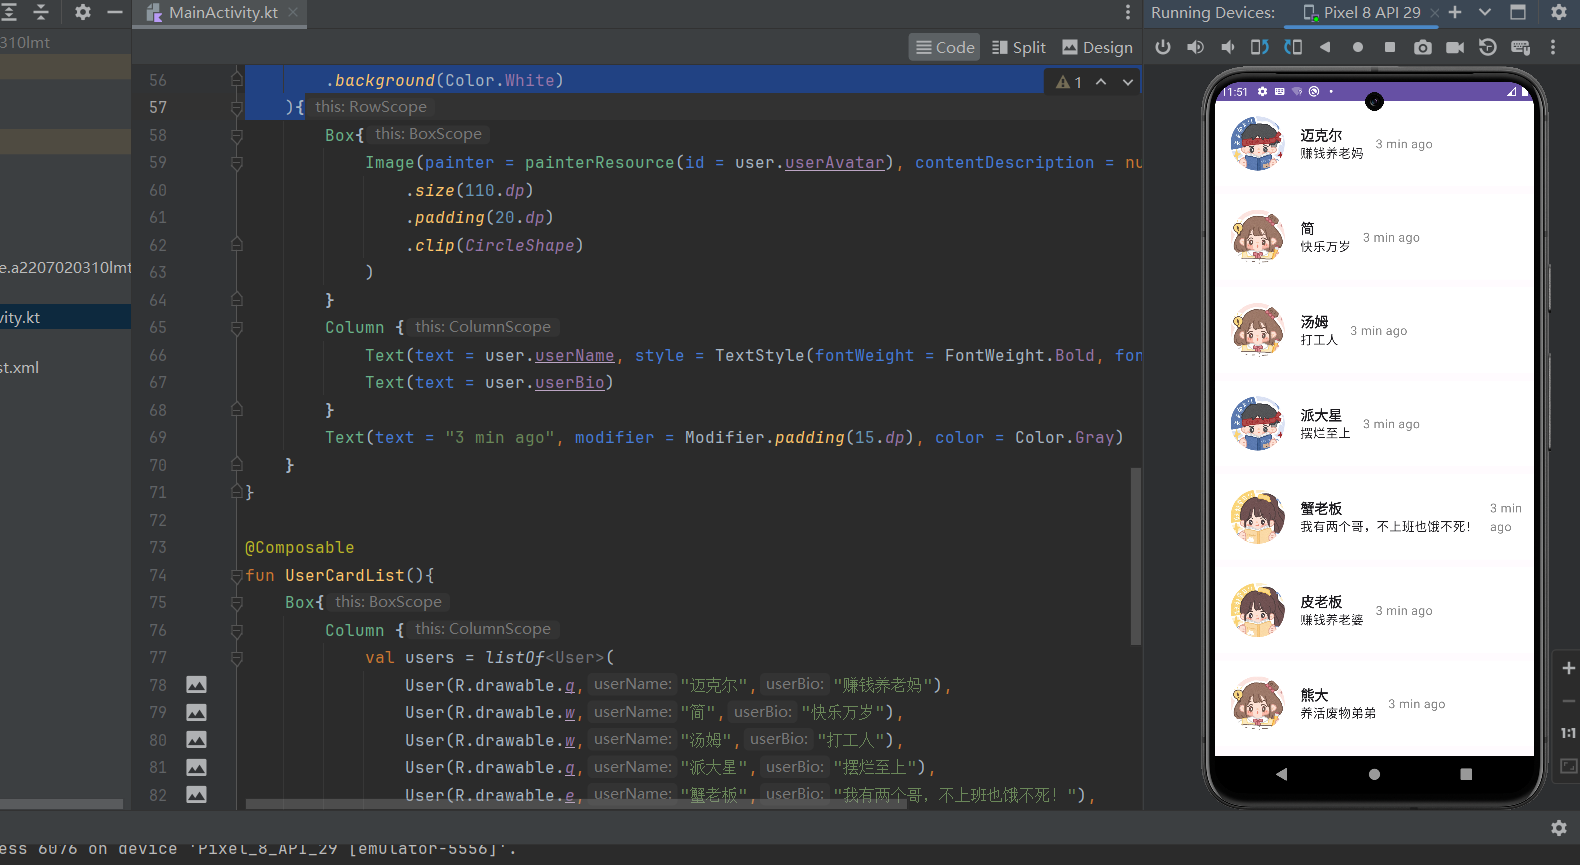 MainActivity.kt
Running Devices:
Pixel 8 API 29
310lmt
Code
Split
Design
56 .background(Color.White)
1
57 ){ this: RowScope
58 Box{ this: BoxScope
59 Image(painter = painterResource(id = user.userAvatar), contentDescription = nu
60 .size(110.dp)
61 .padding(20.dp)
62 .clip(CircleShape)
63 )
64 }
65 Column { this: ColumnScope
66 Text(text = user.userName, style = TextStyle(fontWeight = FontWeight.Bold, fon
67 Text(text = user.userBio)
68 }
69 Text(text = "3 min ago", modifier = Modifier.padding(15.dp), color = Color.Gray)
70 }
71 }
72
73 @Composable
74 fun UserCardList(){
75 Box{ this: BoxScope
76 Column { this: ColumnScope
77 val users = listOf<User>(
78 User(R.drawable.q, userName: "迈克尔", userBio: "赚钱养老妈"),
79 User(R.drawable.w, userName: "简", userBio: "快乐万岁"),
80 User(R.drawable.w, userName: "汤姆", userBio: "打工人"),
81 User(R.drawable.q, userName: "派大星", userBio: "摆烂至上"),
82 User(R.drawable.e, userName: "蟹老板", userBio: "我有两个哥，不上班也饿不死！"),
e.a2207020310lmt
vity.kt
st.xml
11:51
迈克尔
赚钱养老妈
3 min ago
简
快乐万岁
3 min ago
汤姆
打工人
3 min ago
派大星
摆烂至上
3 min ago
蟹老板
我有两个哥，不上班也饿不死！
3 min
ago
皮老板
赚钱养老婆
3 min ago
熊大
养活废物弟弟
3 min ago
1:1
ess 6076 on device 'Pixel_8_API_29 [emulator-5556]'.